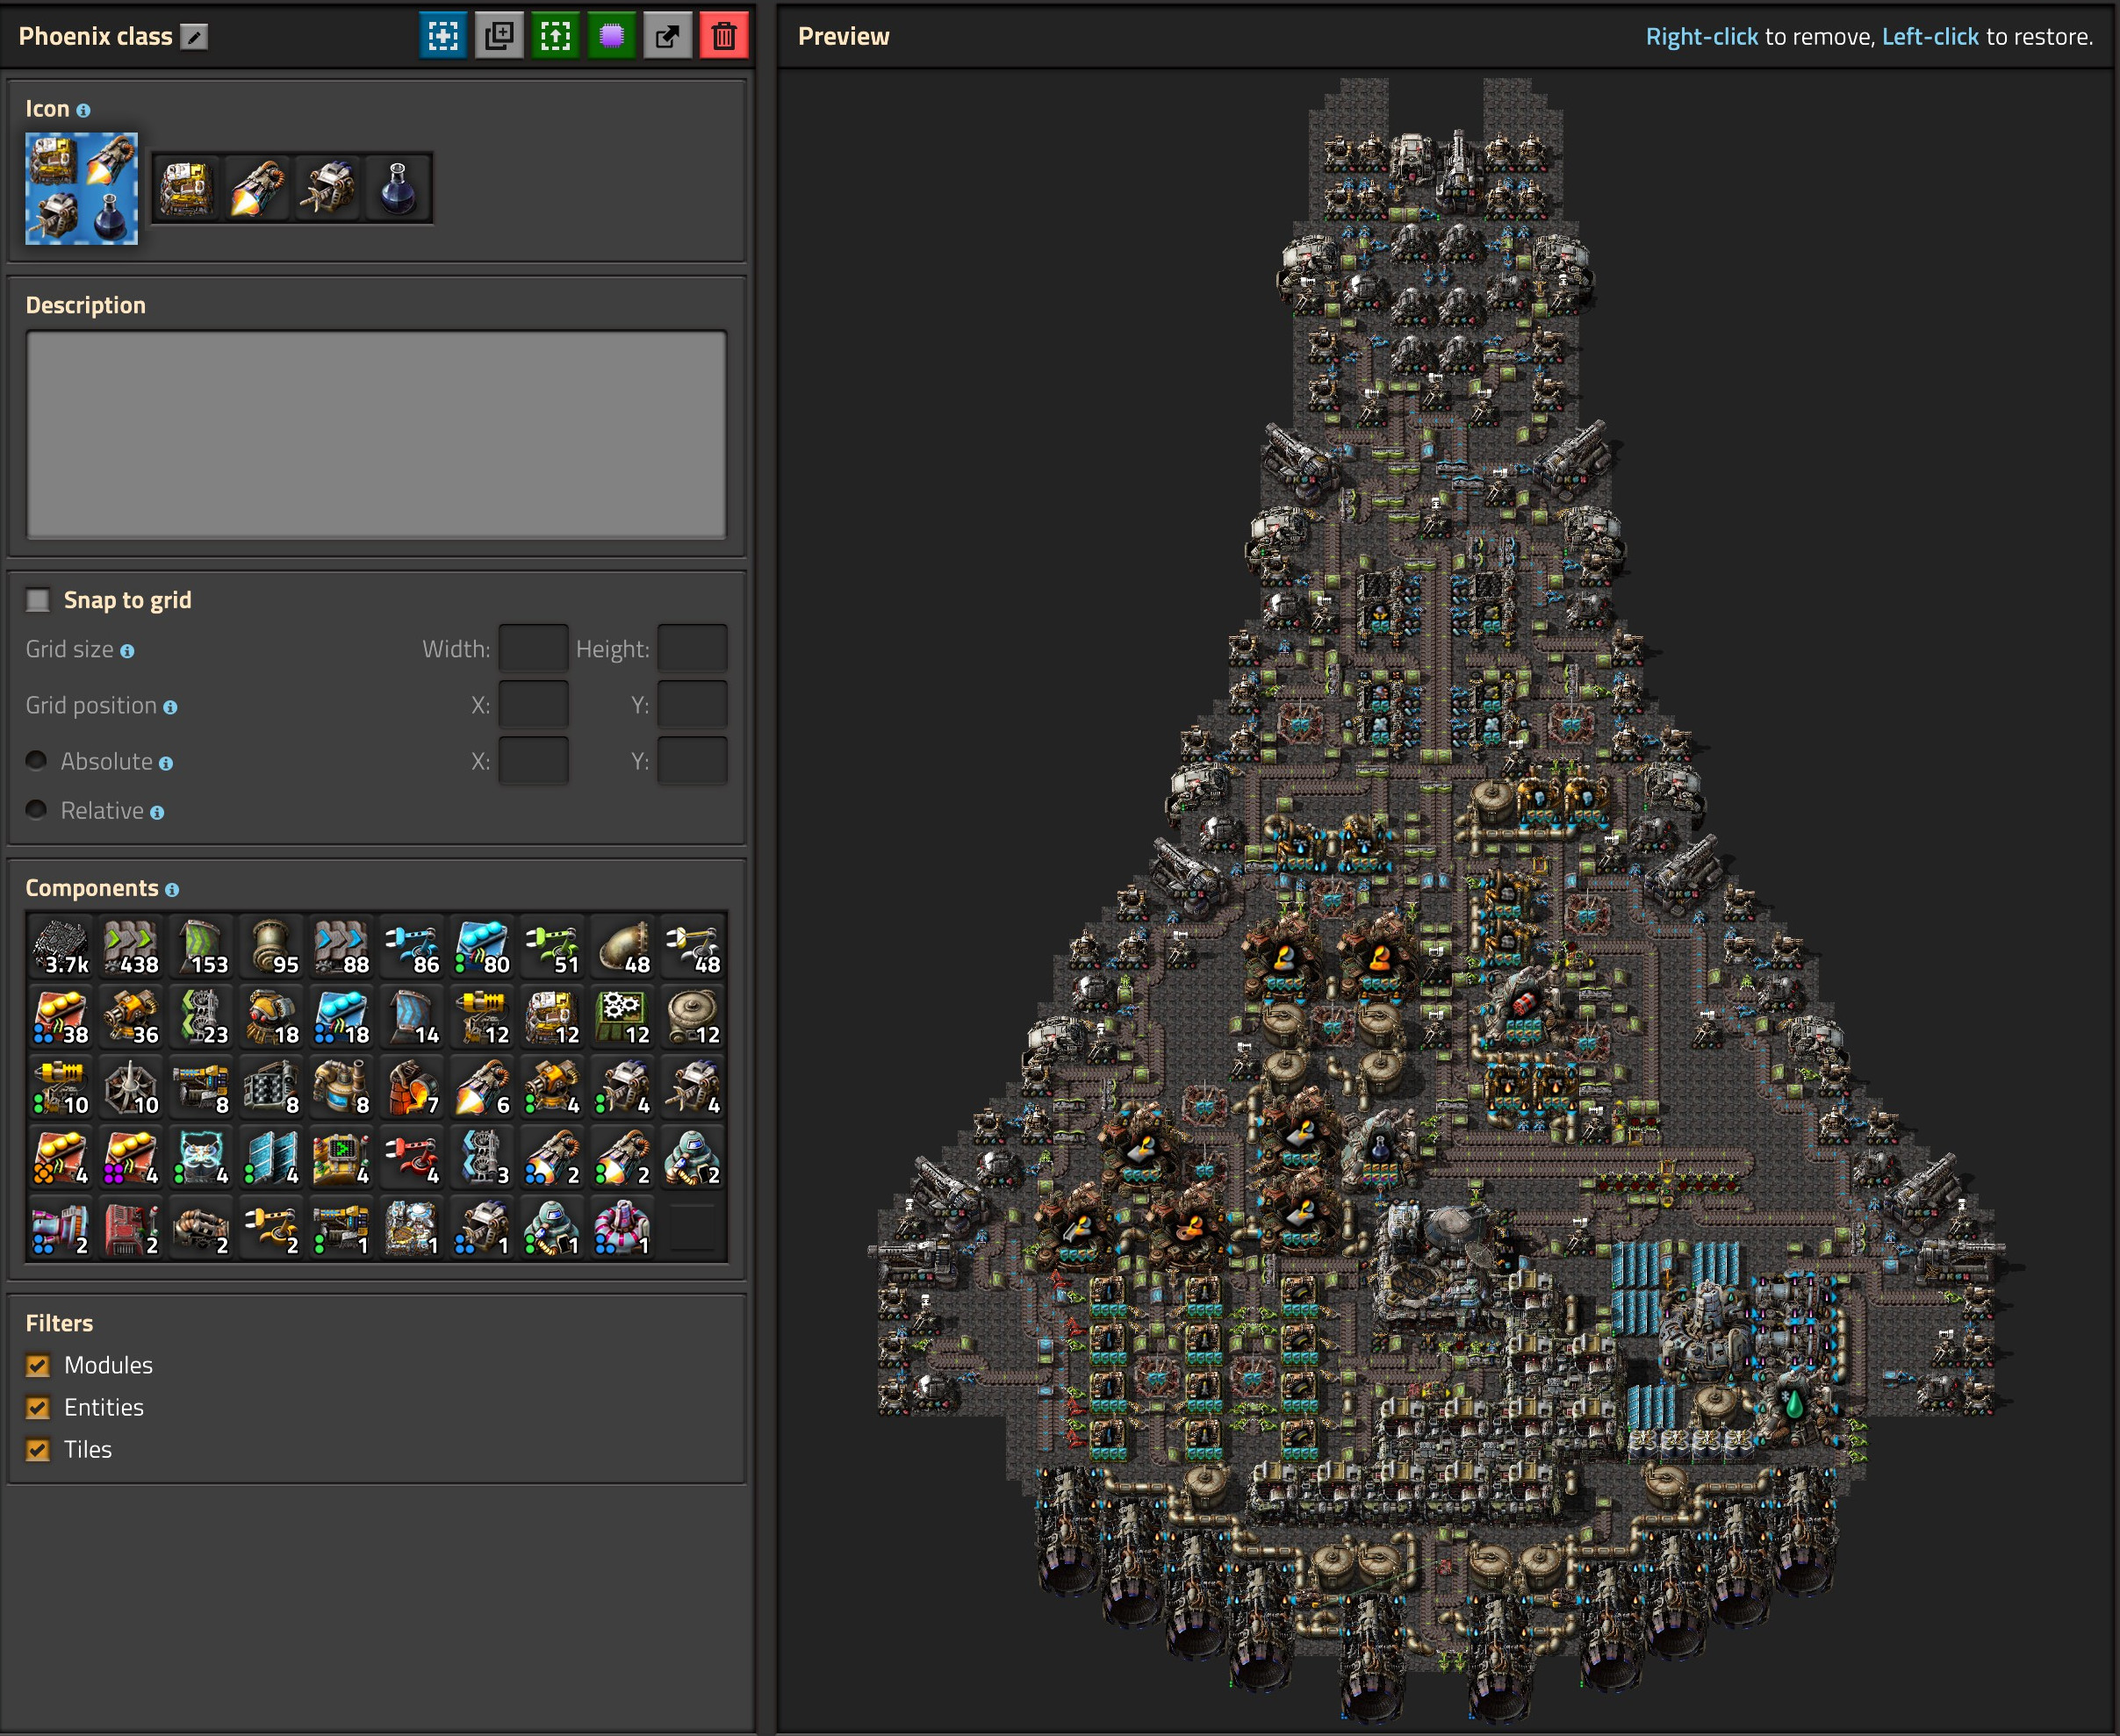 Phoenix class
Preview
Right-click to remove, Left-click to restore.
Icon
Description
Snap to grid
Grid size
Width:
Height:
Grid position
X:
Y:
Absolute
X:
Y:
Relative
Components
3.7k 438 153 95 88 86 80 51 48 48
38 36 23 18 18 14 12 12 12 12
10 10 8 8 8 7 6 4 4 4
4 4 4 4 4 4 3 2 2 2
2 2 2 2 1 1 1 1 1
Filters
Modules
Entities
Tiles